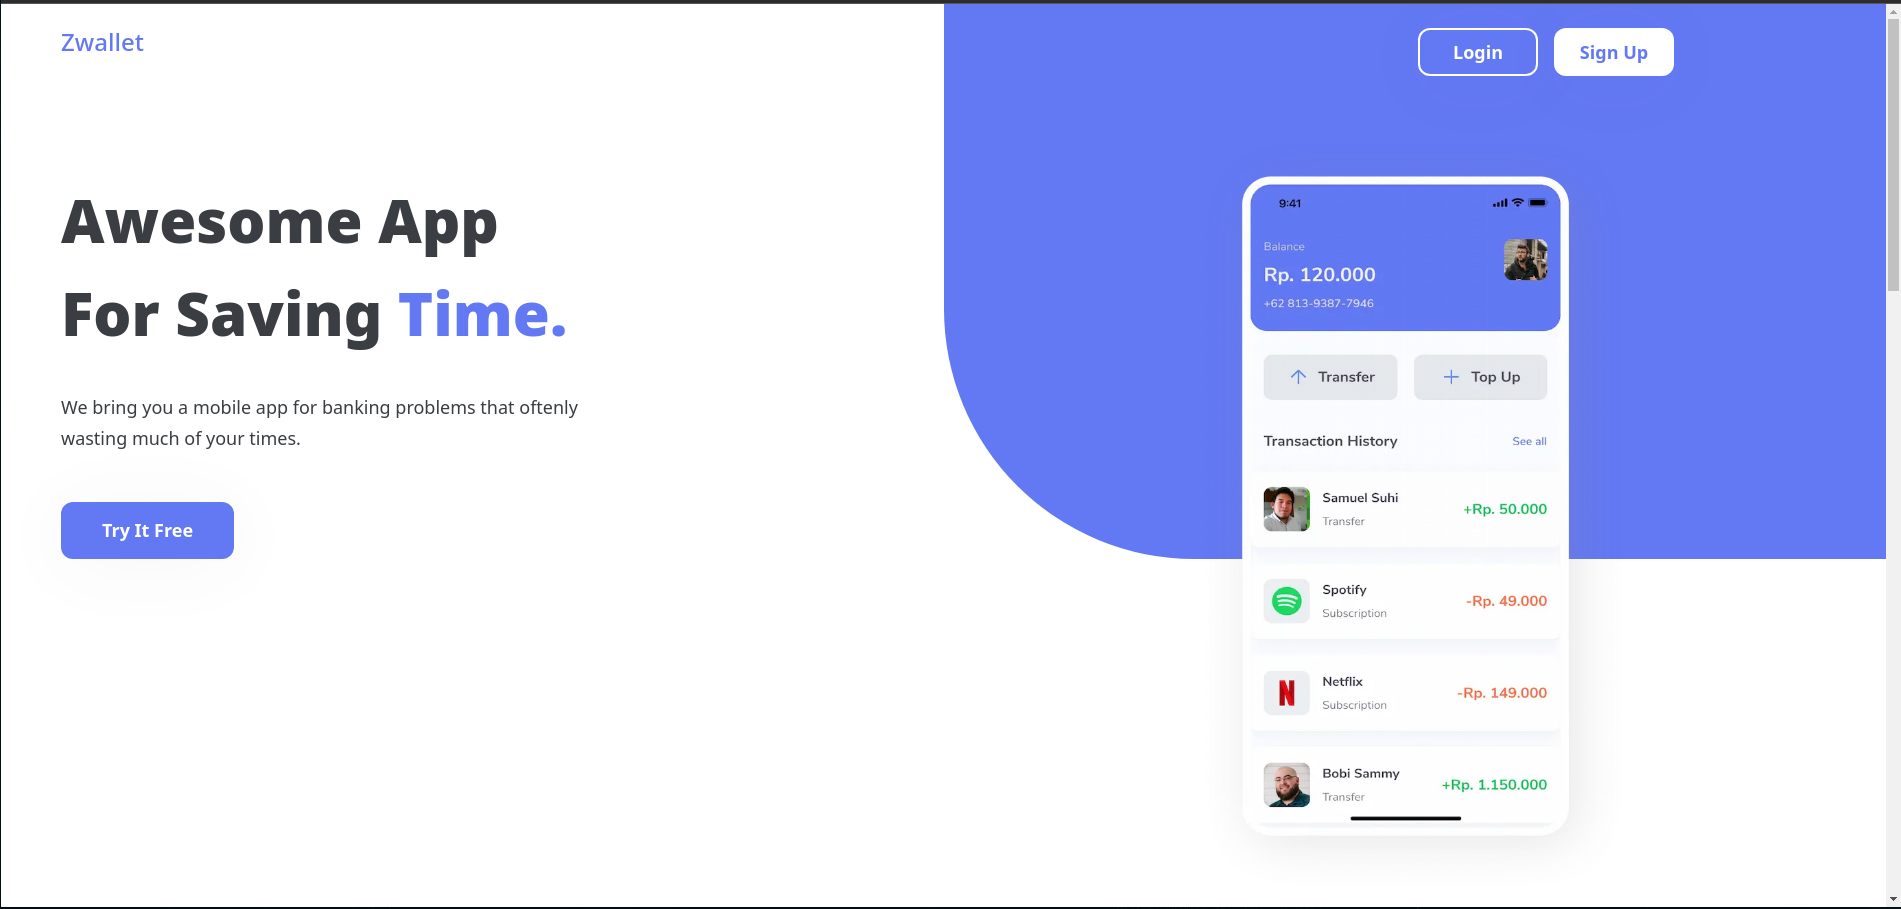 Zwallet
Login
Sign Up
Awesome App
For Saving Time.
We bring you a mobile app for banking problems that oftenly
wasting much of your times.
Try It Free
9:41
Balance
Rp. 120.000
+62 813-9387-7946
Transfer
Top Up
Transaction History
See all
Samuel Suhi
Transfer
+Rp. 50.000
Spotify
Subscription
-Rp. 49.000
N
Netflix
Subscription
-Rp. 149.000
Bobi Sammy
Transfer
+Rp. 1.150.000